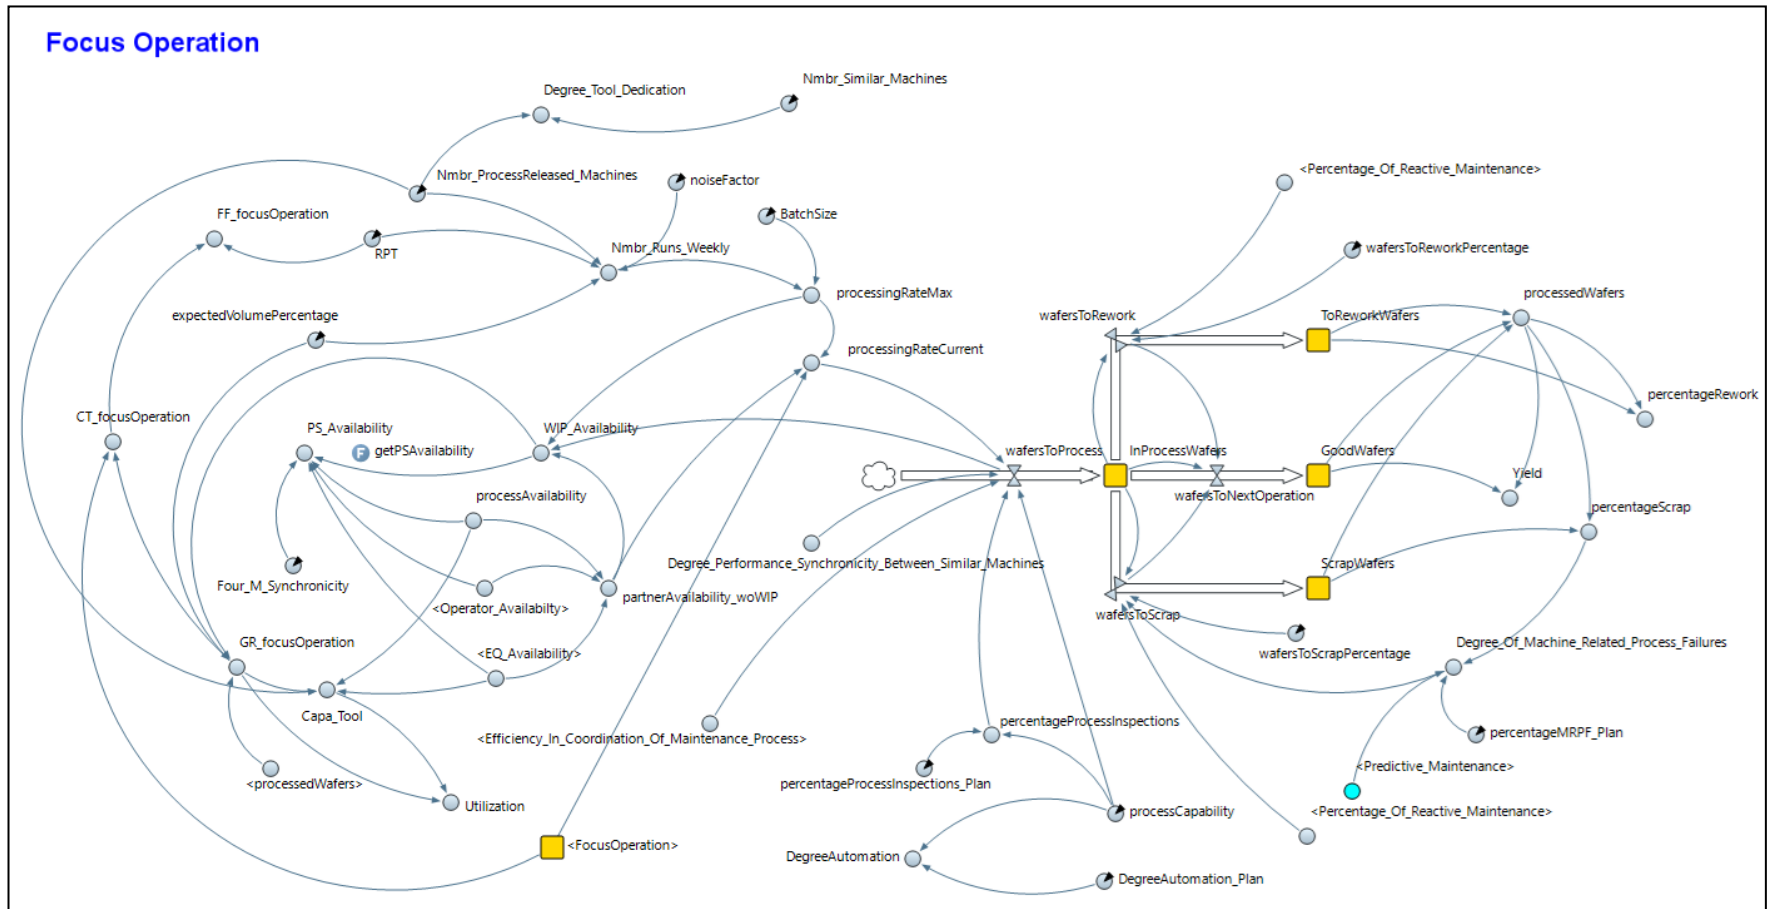 Focus Operation
Nmbr_Similar_Machines
Degree_Tool_Dedication
<Percentage_Of_Reactive_Maintenance>
Nmbr_ProcessReleased_Machines
noiseFactor
FF_focusOperation
BatchSize
RPT
Nmbr_Runs_Weekly
wafersToReworkPercentage
processingRateMax
processedWafers
expectedVolumePercentage
wafersToRework
ToReworkWafers
processingRateCurrent
percentageRework
CT_focusOperation
PS_Availability
WIP_Availability
F getPSAvailability
wafersToProcess
InProcessWafers
GoodWafers
Yield
processAvailability
wafersToNextOperation
percentageScrap
Degree_Performance_Synchronicity_Between_Similar_Machines
ScrapWafers
Four_M_Synchronicity
<Operator_Availabilty>
partnerAvailability_woWIP
wafersToScrap
GR_focusOperation
<EQ_Availability>
wafersToScrapPercentage
Degree_Of_Machine_Related_Process_Failures
Capa_Tool
<Efficiency_In_Coordination_Of_Maintenance_Process>
percentageProcessInspections
percentageMRPF_Plan
<processedWafers>
percentageProcessInspections_Plan
<Predictive_Maintenance>
Utilization
processCapability
<Percentage_Of_Reactive_Maintenance>
<FocusOperation>
DegreeAutomation
DegreeAutomation_Plan